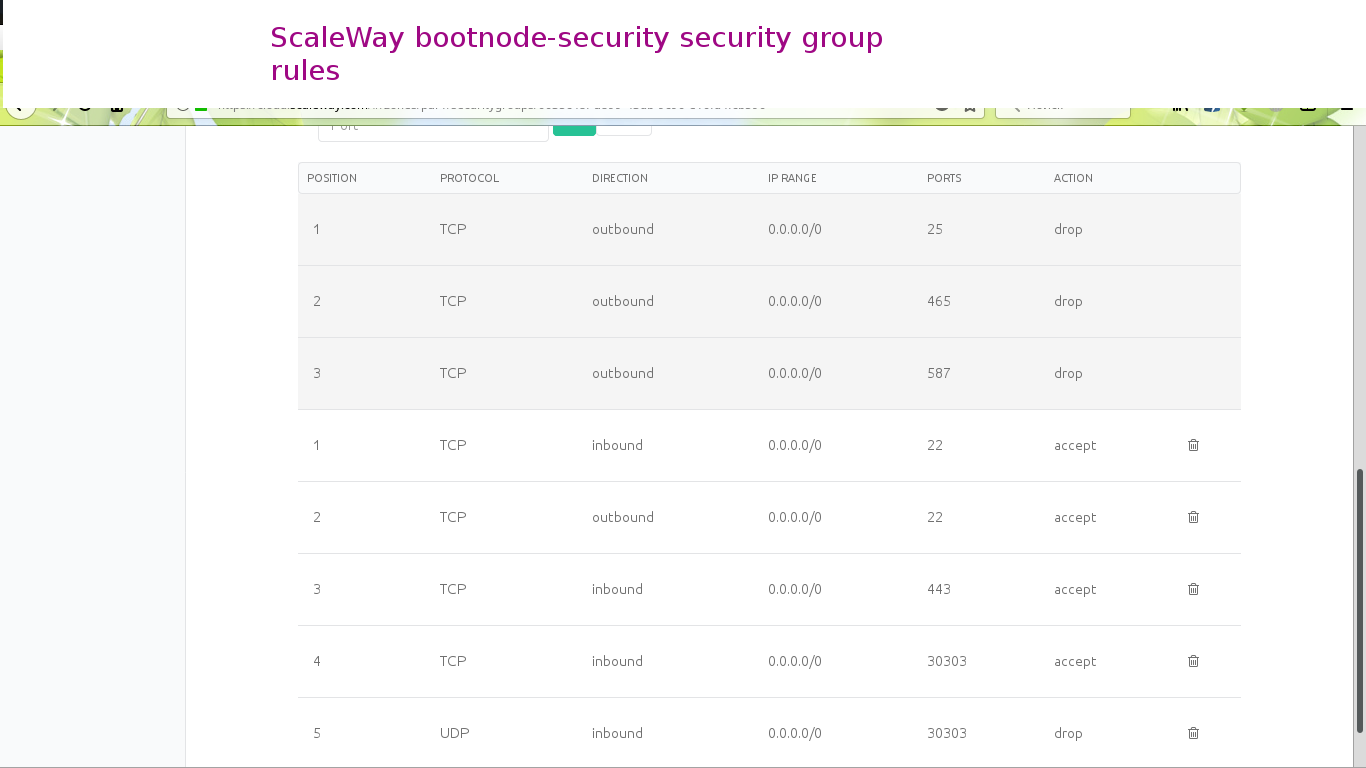 ScaleWay bootnode-security security group
rules
Port
POSITION PROTOCOL DIRECTION IP RANGE PORTS ACTION
1 TCP outbound 0.0.0.0/0 25 drop
2 TCP outbound 0.0.0.0/0 465 drop
3 TCP outbound 0.0.0.0/0 587 drop
1 TCP inbound 0.0.0.0/0 22 accept
2 TCP outbound 0.0.0.0/0 22 accept
3 TCP inbound 0.0.0.0/0 443 accept
4 TCP inbound 0.0.0.0/0 30303 accept
5 UDP inbound 0.0.0.0/0 30303 drop